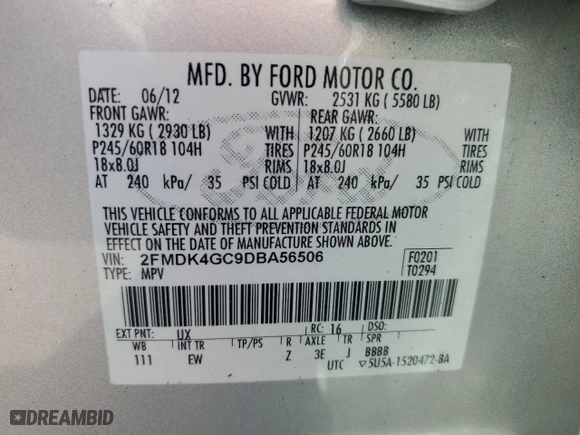 MFD. BY FORD MOTOR CO.
DATE: 06/12 GVWR: 2531 KG ( 5580 LB)
FRONT GAWR: REAR GAWR:
1329 KG ( 2930 LB) WITH 1207 KG ( 2660 LB) WITH
P245/60R18 104H TIRES P245/60R18 104H TIRES
18x8.0J RIMS 18x8.0J RIMS
AT 240 kPa/ 35 PSI COLD AT 240 kPa/ 35 PSI COLD
THIS VEHICLE CONFORMS TO ALL APPLICABLE FEDERAL MOTOR
VEHICLE SAFETY AND THEFT PREVENTION STANDARDS
IN EFFECT ON THE DATE OF MANUFACTURE SHOWN ABOVE.
VIN: 2FMDK4GC9DBA56506 F0201
TYPE: MPV T0294
EXT PNT: UX RC: 16 DSO:
WB INT TR TP/PS R AXLE TR SPR
111 EW Z 3E J BBBB
UTC ▽5U5A-1520472-BA
DREAMBID